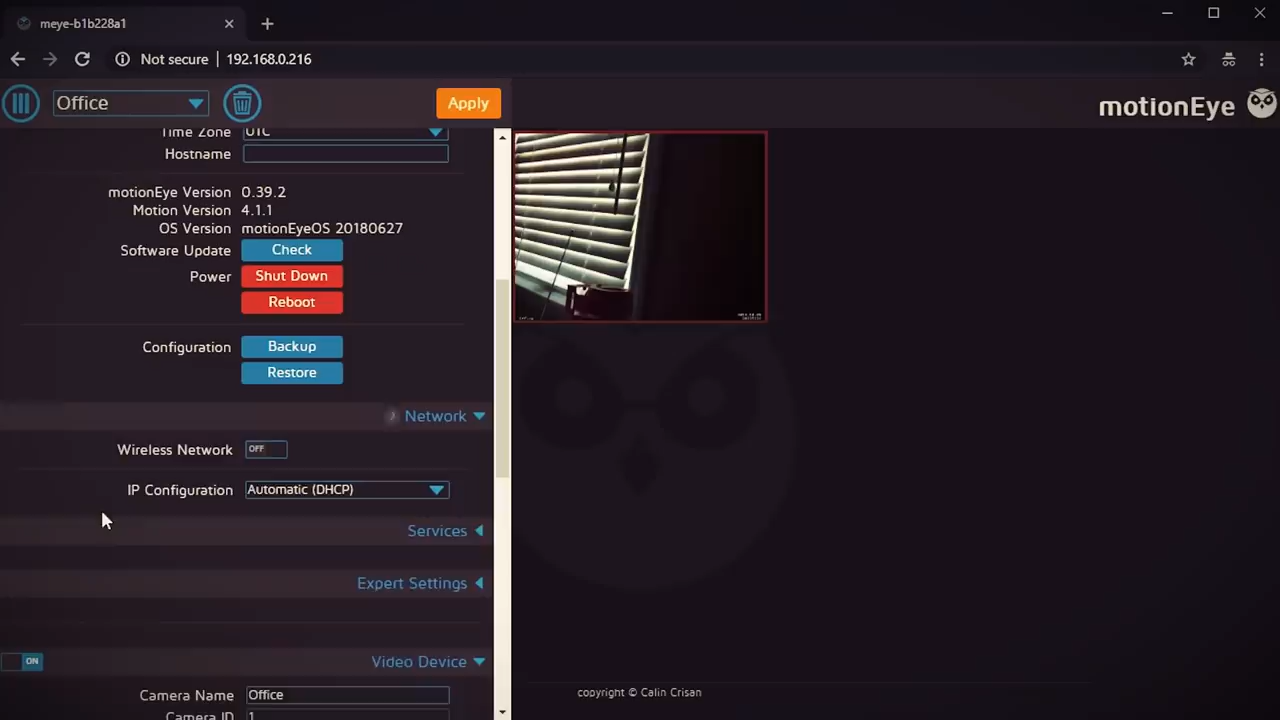 meye-b1b228a1
Not secure | 192.168.0.216
Office
Apply
motionEye
Time Zone UTC
Hostname
motionEye Version 0.39.2
Motion Version 4.1.1
OS Version motionEyeOS 20180627
Software Update Check
Power Shut Down
Reboot
Configuration Backup
Restore
Network
Wireless Network OFF
IP Configuration Automatic (DHCP)
Services
Expert Settings
ON Video Device
Camera Name Office
Camera ID 1
copyright © Calin Crisan